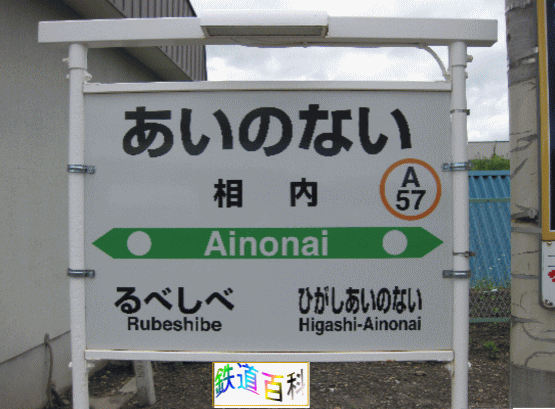 あいのない
相内
A
57
Ainonai
るべしべ ひがしあいのない
Rubeshibe Higashi-Ainonai
鉄道百科